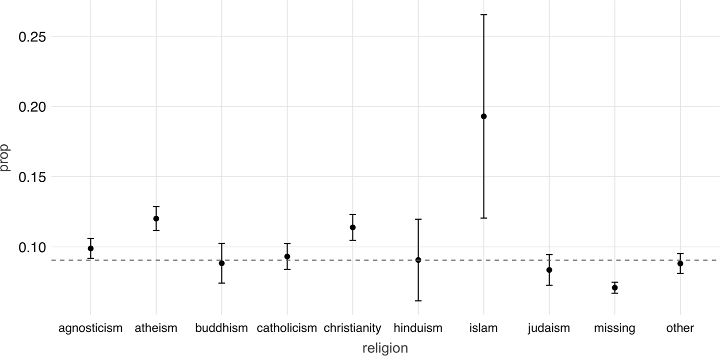 prop
0.25
0.20
0.15
0.10
agnosticism atheism buddhism catholicism christianity hinduism islam judaism missing other
religion